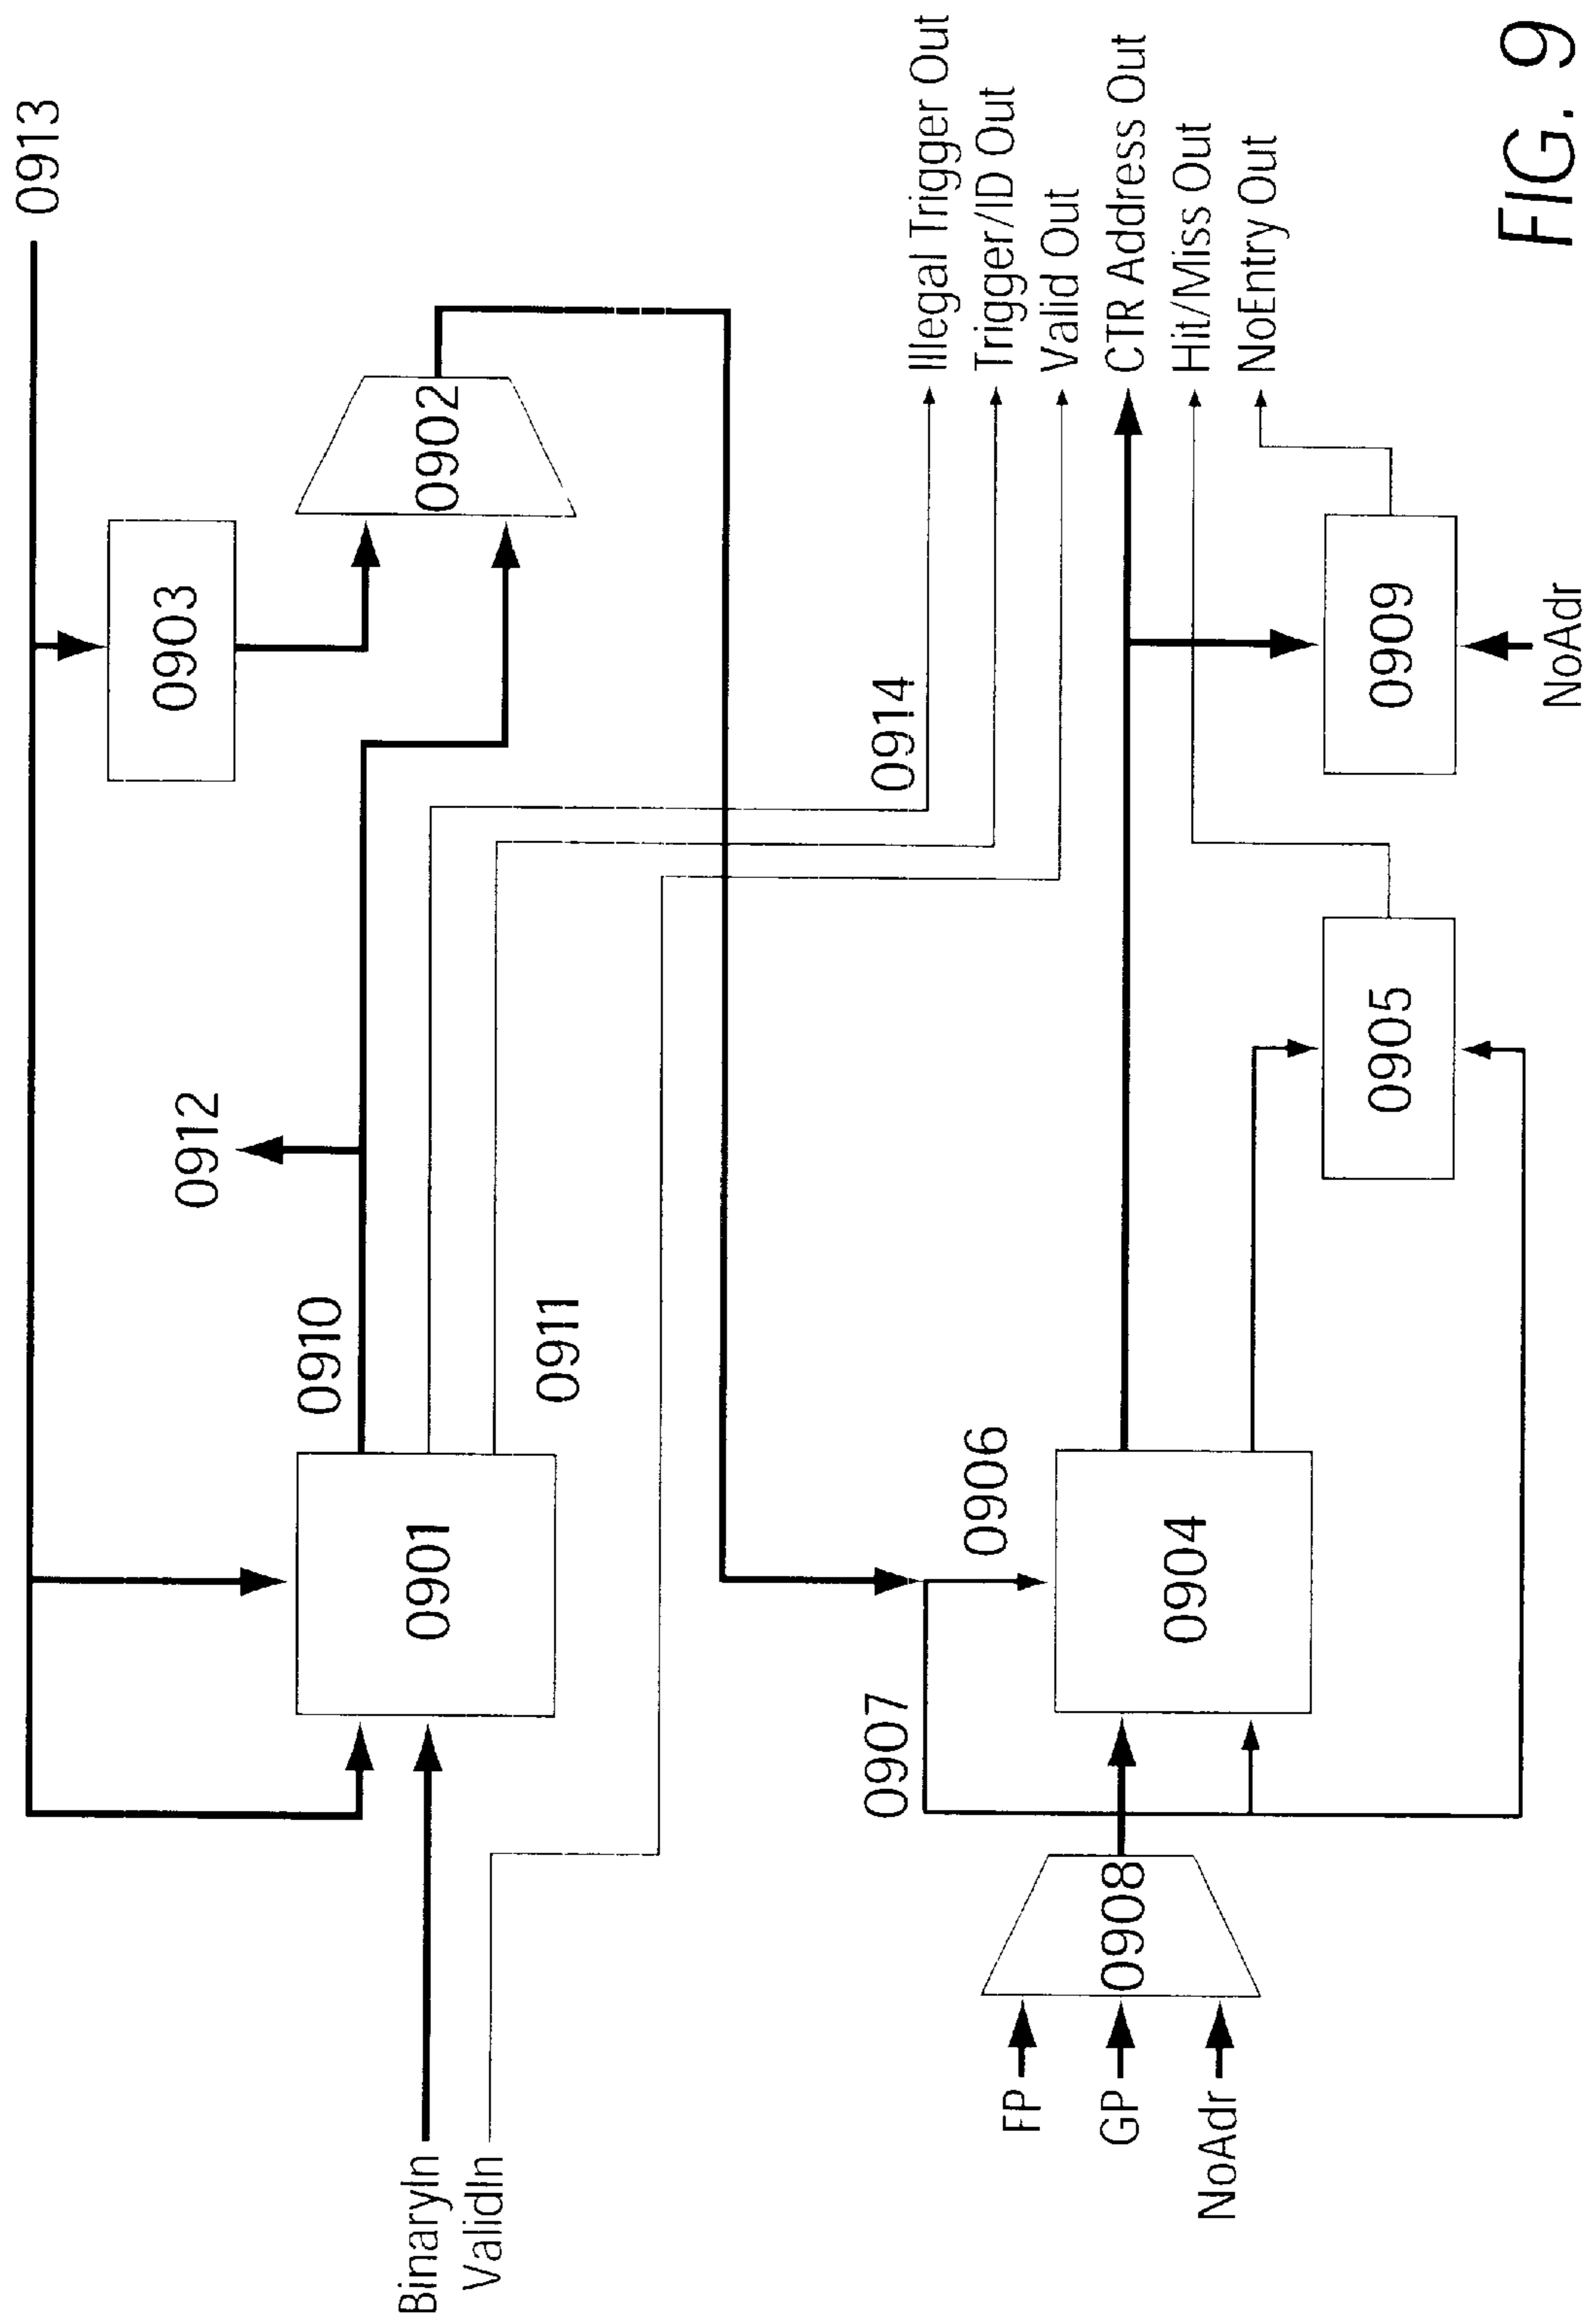 0913
0903
0902
0912
0910
0901
0911
BinaryIn
ValidIn
0914
Illegal Trigger Out
Trigger/ID Out
Valid Out
CTR Address Out
Hit/Miss Out
NoEntry Out
0907
0906
0904
0908
FP
GP
NoAdr
0905
0909
NoAdr
FIG. 9